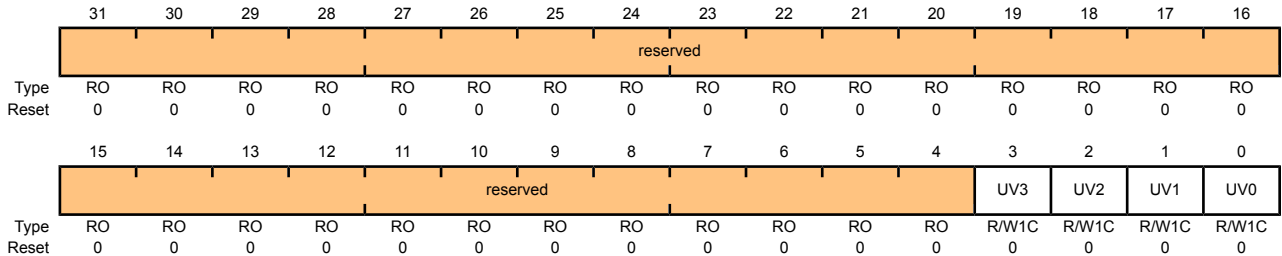 31 30 29 28 27 26 25 24 23 22 21 20 19 18 17 16
reserved
Type RO RO RO RO RO RO RO RO RO RO RO RO RO RO RO RO
Reset 0 0 0 0 0 0 0 0 0 0 0 0 0 0 0 0
15 14 13 12 11 10 9 8 7 6 5 4 3 2 1 0
reserved UV3 UV2 UV1 UV0
Type RO RO RO RO RO RO RO RO RO RO RO RO R/W1C R/W1C R/W1C R/W1C
Reset 0 0 0 0 0 0 0 0 0 0 0 0 0 0 0 0